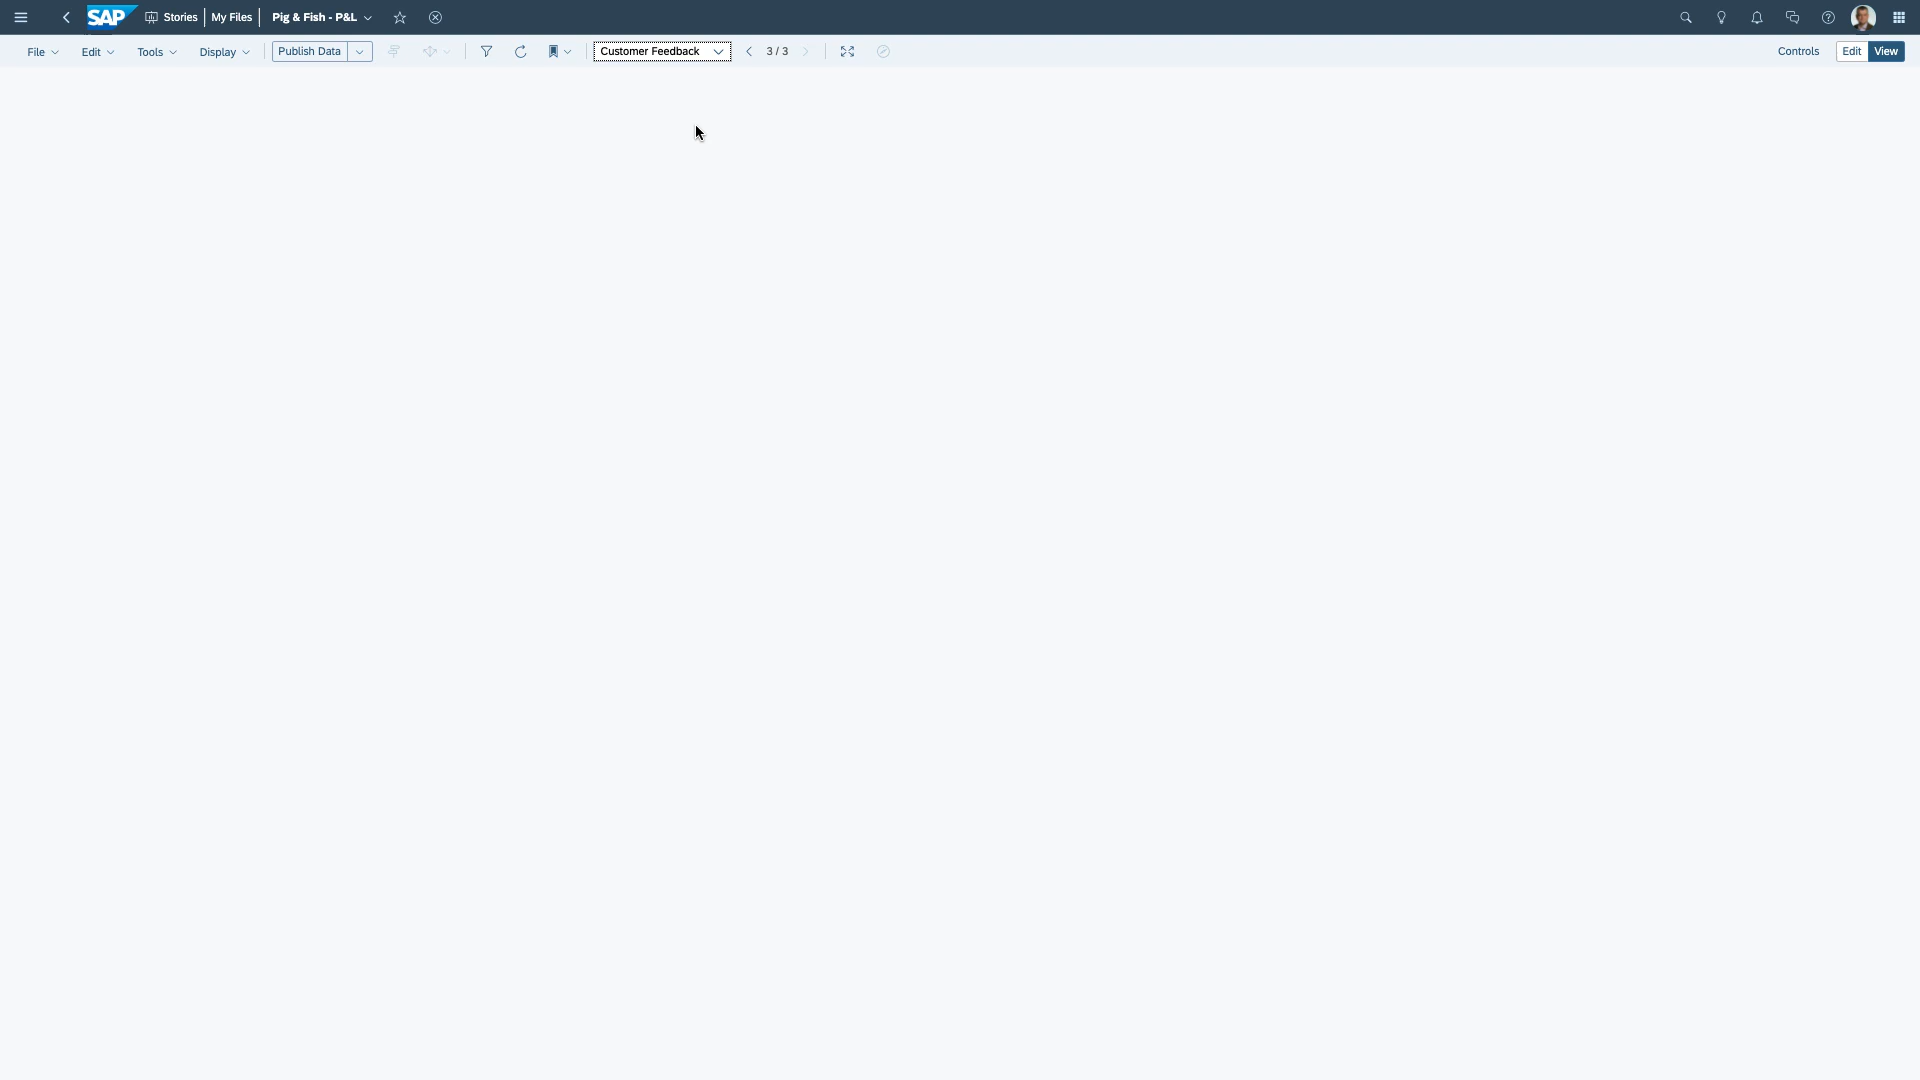 SAP Stories My Files Pig & Fish - P&L
File Edit Tools Display Publish Data Customer Feedback 3 / 3 Controls Edit View